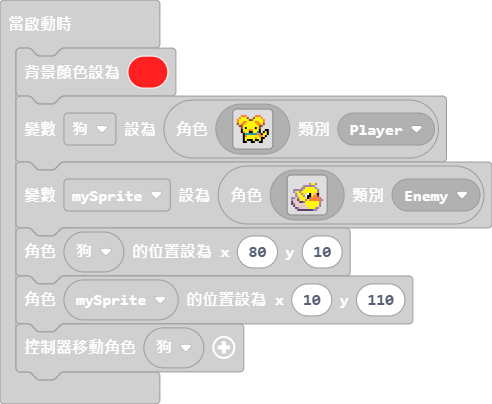 當啟動時
背景顏色設為
變數 狗 設為 角色 類別 Player
變數 mySprite 設為 角色 類別 Enemy
角色 狗 的位置設為 x 80 y 10
角色 mySprite 的位置設為 x 10 y 110
控制器移動角色 狗